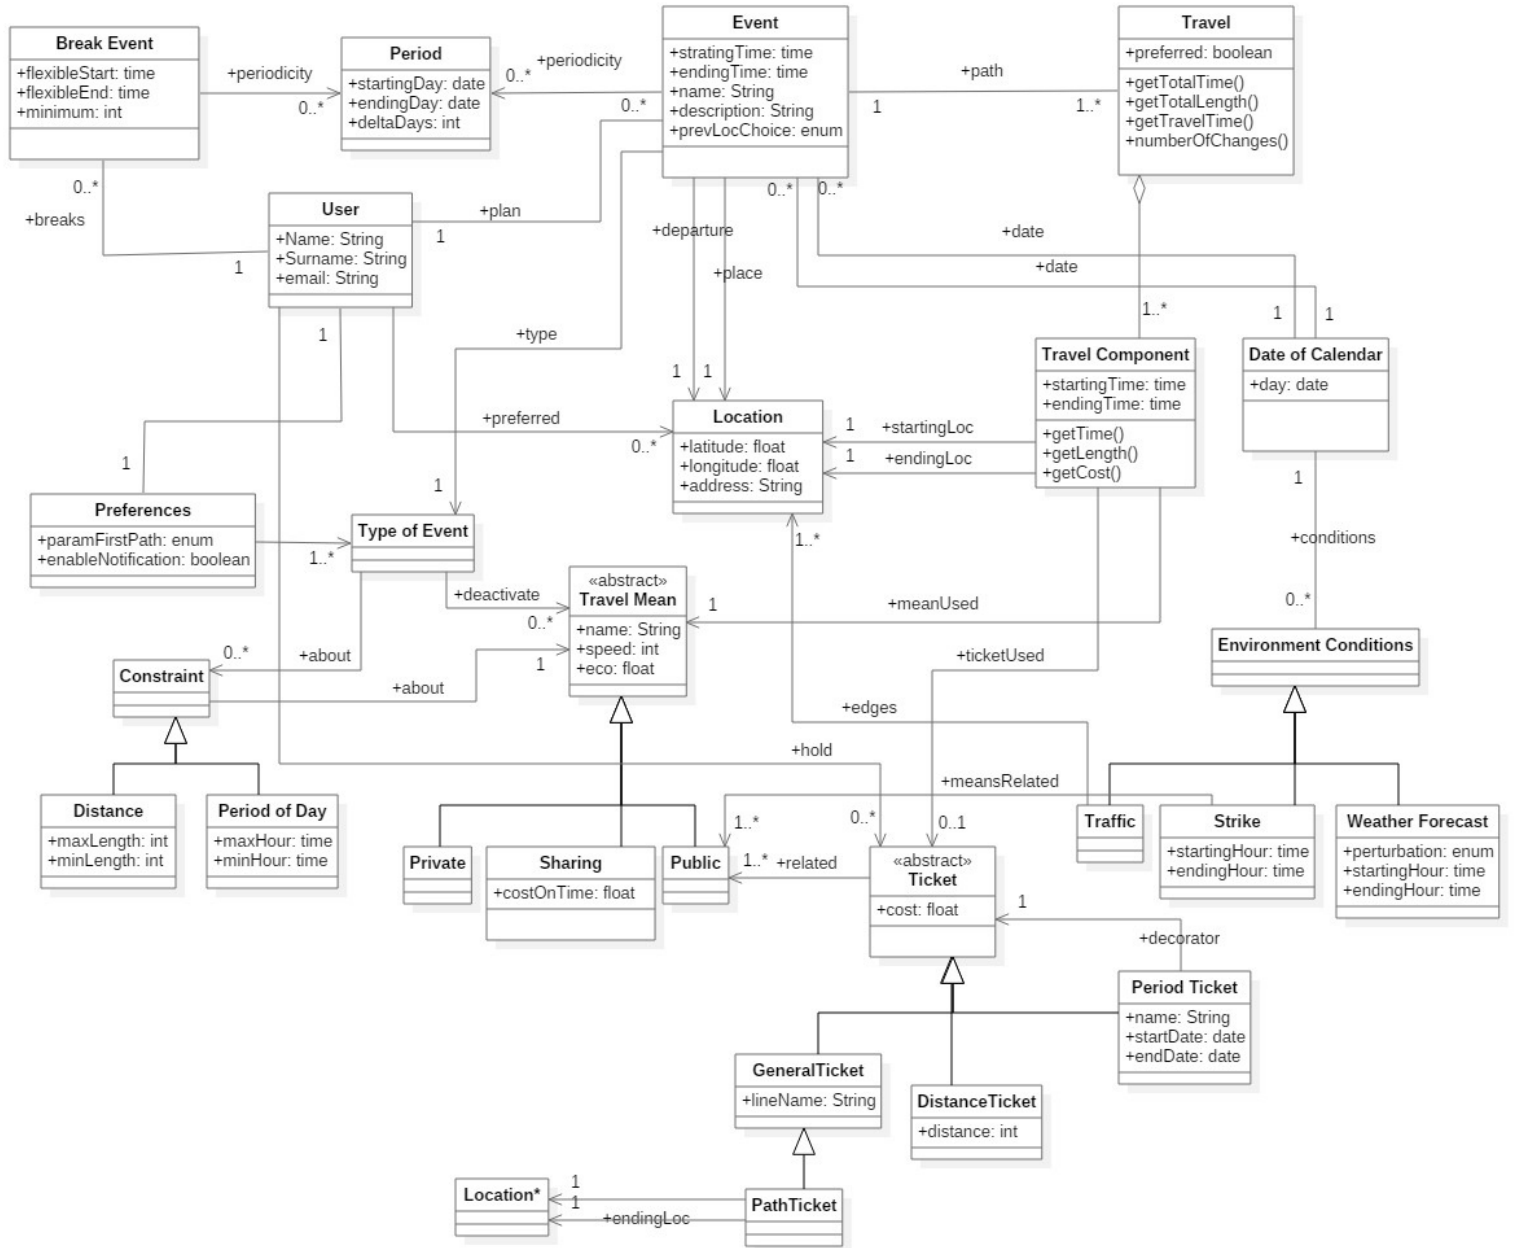 Break Event
+flexibleStart: time
+flexibleEnd: time
+minimum: int
+periodicity
0..*
Period
+startingDay: date
+endingDay: date
+deltaDays: int
+periodicity
0..*
0..*
Event
+stratingTime: time
+endingTime: time
+name: String
+description: String
+prevLocChoice: enum
+path
1
1..*
Travel
+preferred: boolean
+getTotalTime()
+getTotalLength()
+getTravelTime()
+numberOfChanges()
0..*
+breaks
1
User
+Name: String
+Surname: String
+email: String
+plan
1
+departure
+place
0..*
0..*
+date
+date
1..*
1
1
1
+type
1
1
+preferred
0..*
Location
+latitude: float
+longitude: float
+address: String
1
+startingLoc
1
+endingLoc
Travel Component
+startingTime: time
+endingTime: time
+getTime()
+getLength()
+getCost()
Date of Calendar
+day: date
1
+conditions
0..*
1
Preferences
+paramFirstPath: enum
+enableNotification: boolean
1..*
1
Type of Event
+deactivate
0..*
1..*
«abstract»
Travel Mean
+name: String
+speed: int
+eco: float
1
+meanUsed
+ticketUsed
Environment Conditions
0..*
+about
Constraint
+about
1
+edges
+hold
+meansRelated
Distance
+maxLength: int
+minLength: int
Period of Day
+maxHour: time
+minHour: time
Private
Sharing
+costOnTime: float
Public
1..*
1..*
+related
0..*
0..1
«abstract»
Ticket
+cost: float
1
+decorator
Traffic
Strike
+startingHour: time
+endingHour: time
Weather Forecast
+perturbation: enum
+startingHour: time
+endingHour: time
Period Ticket
+name: String
+startDate: date
+endDate: date
GeneralTicket
+lineName: String
DistanceTicket
+distance: int
Location*
1
1
+endingLoc
PathTicket